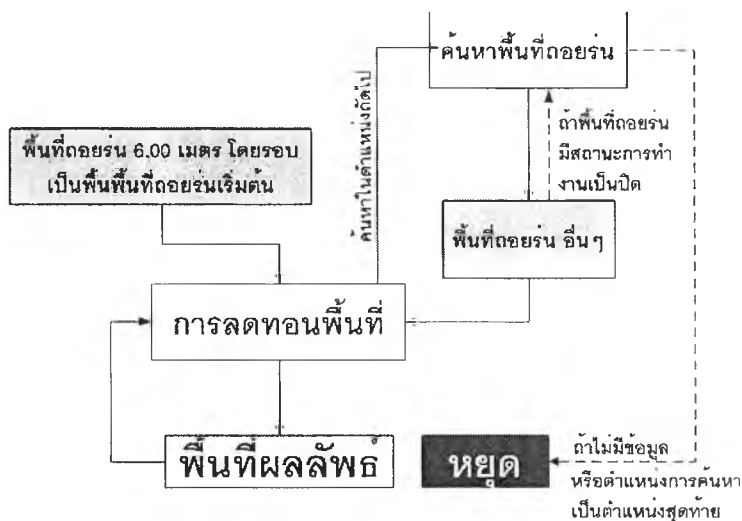 ค้นหาพื้นที่ถอยร่น
ค้นหาในตำแหน่งถัดไป
ถ้าพื้นที่ถอยร่น
มีสถานะการทำ
งานเป็นปิด
พื้นที่ถอยร่น 6.00 เมตร โดยรอบ
เป็นพื้นพื้นที่ถอยร่นเริ่มต้น
พื้นที่ถอยร่น อื่นๆ
การลดทอนพื้นที่
พื้นที่ผลลัพธ์
หยุด
ถ้าไม่มีข้อมูล
หรือตำแหน่งการค้นหา
เป็นตำแหน่งสุดท้าย